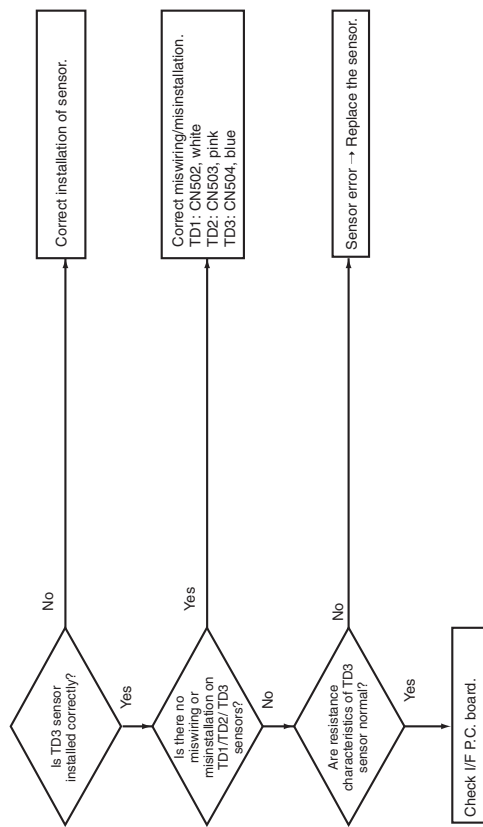 Is TD3 sensor
installed correctly?
No
Correct installation of sensor.
Yes
Is there no
miswiring or
misinstallation on
TD1/TD2/ TD3
sensors?
Yes
Correct miswiring/misinstallation.
TD1: CN502, white
TD2: CN503, pink
TD3: CN504, blue
No
Are resistance
characteristics of TD3
sensor normal?
No
Sensor error → Replace the sensor.
Yes
Check I/F P.C. board.